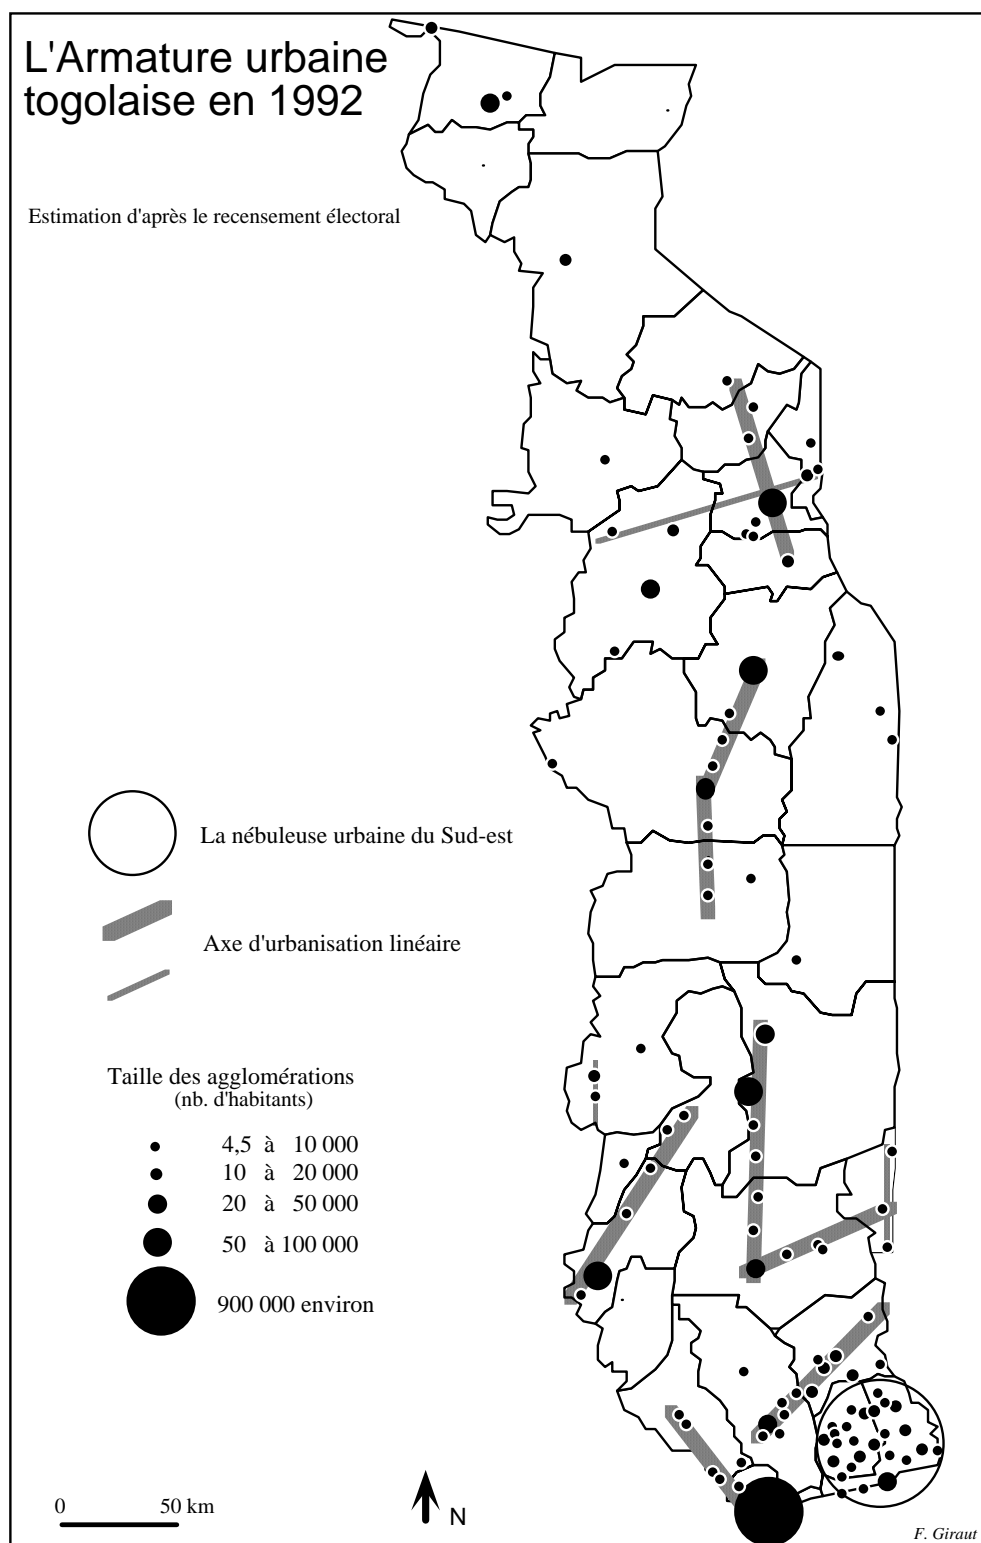 L'Armature urbaine
togolaise en 1992
Estimation d'après le recensement électoral
La nébuleuse urbaine du Sud-est
Axe d'urbanisation linéaire
Taille des agglomérations
(nb. d'habitants)
4,5 à 10 000
10 à 20 000
20 à 50 000
50 à 100 000
900 000 environ
0 50 km
N
F. Giraut